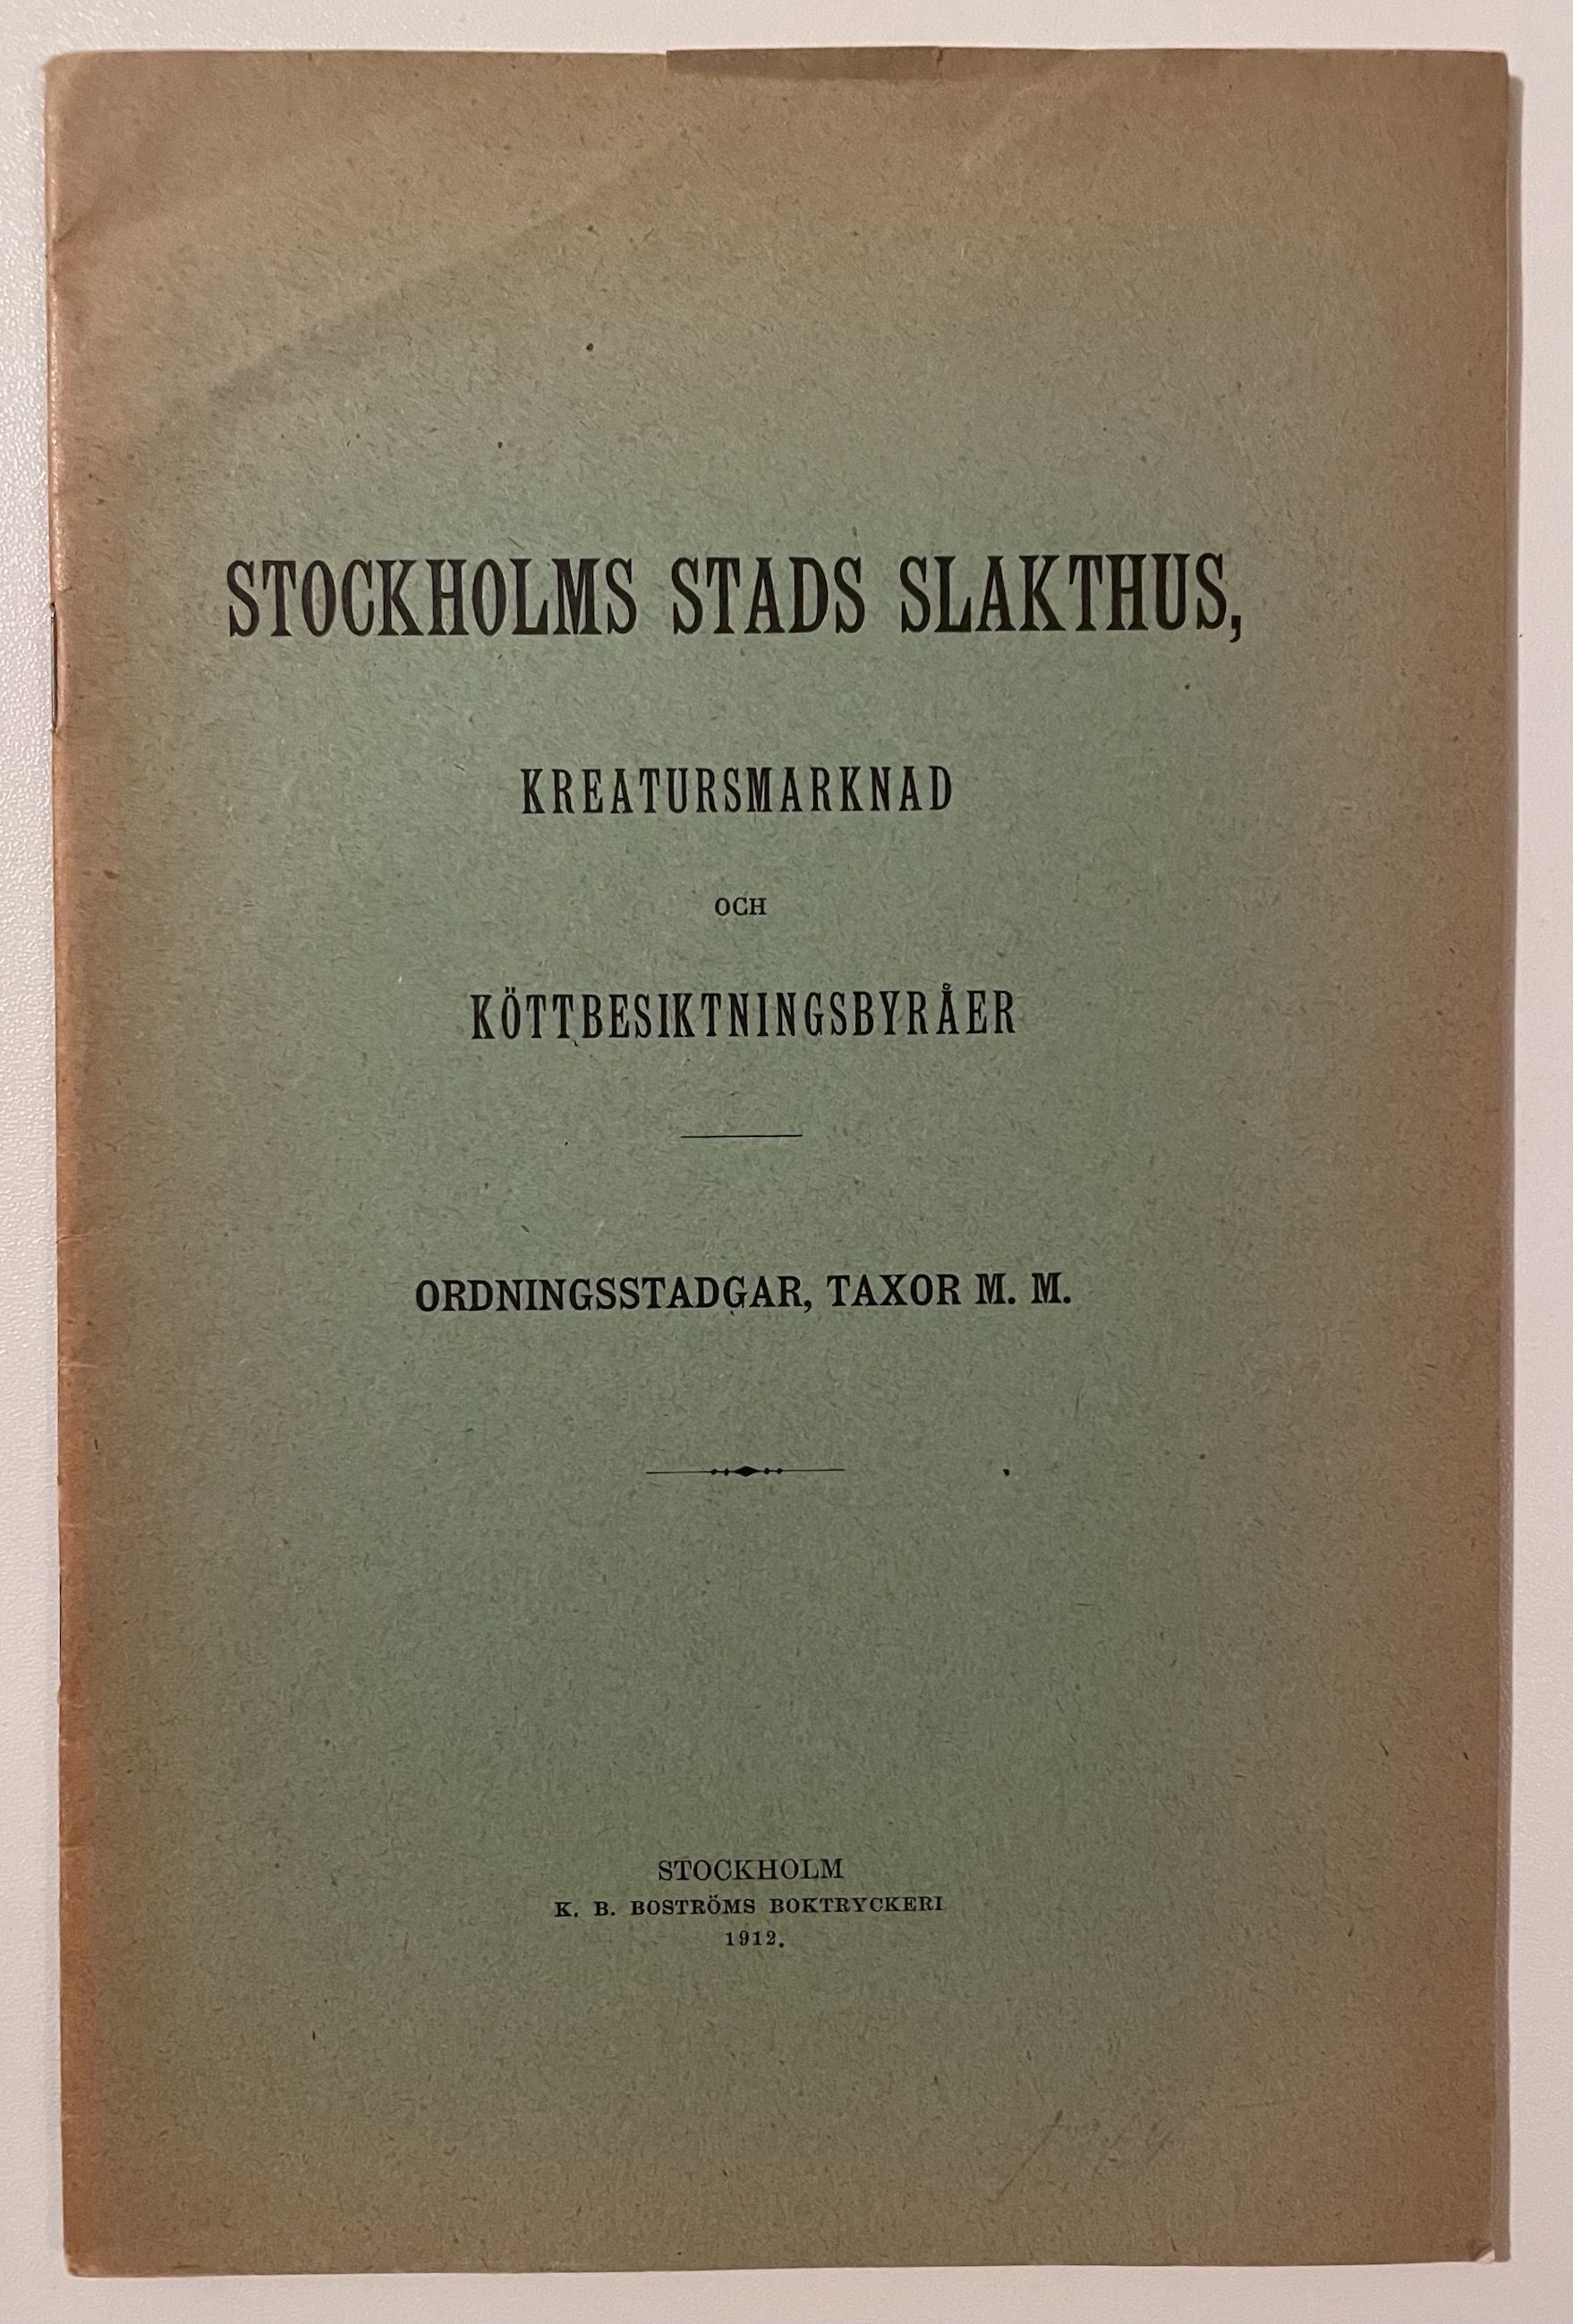 STOCKHOLMS STADS SLAKTHUS,
KREATURSMARKNAD
OCH
KÖTTBESIKTNINGSBYRÅER
ORDNINGSSTADGAR, TAXOR M. M.
STOCKHOLM
K. B. BOSTRÖMS BOKTRYCKERI
1912.